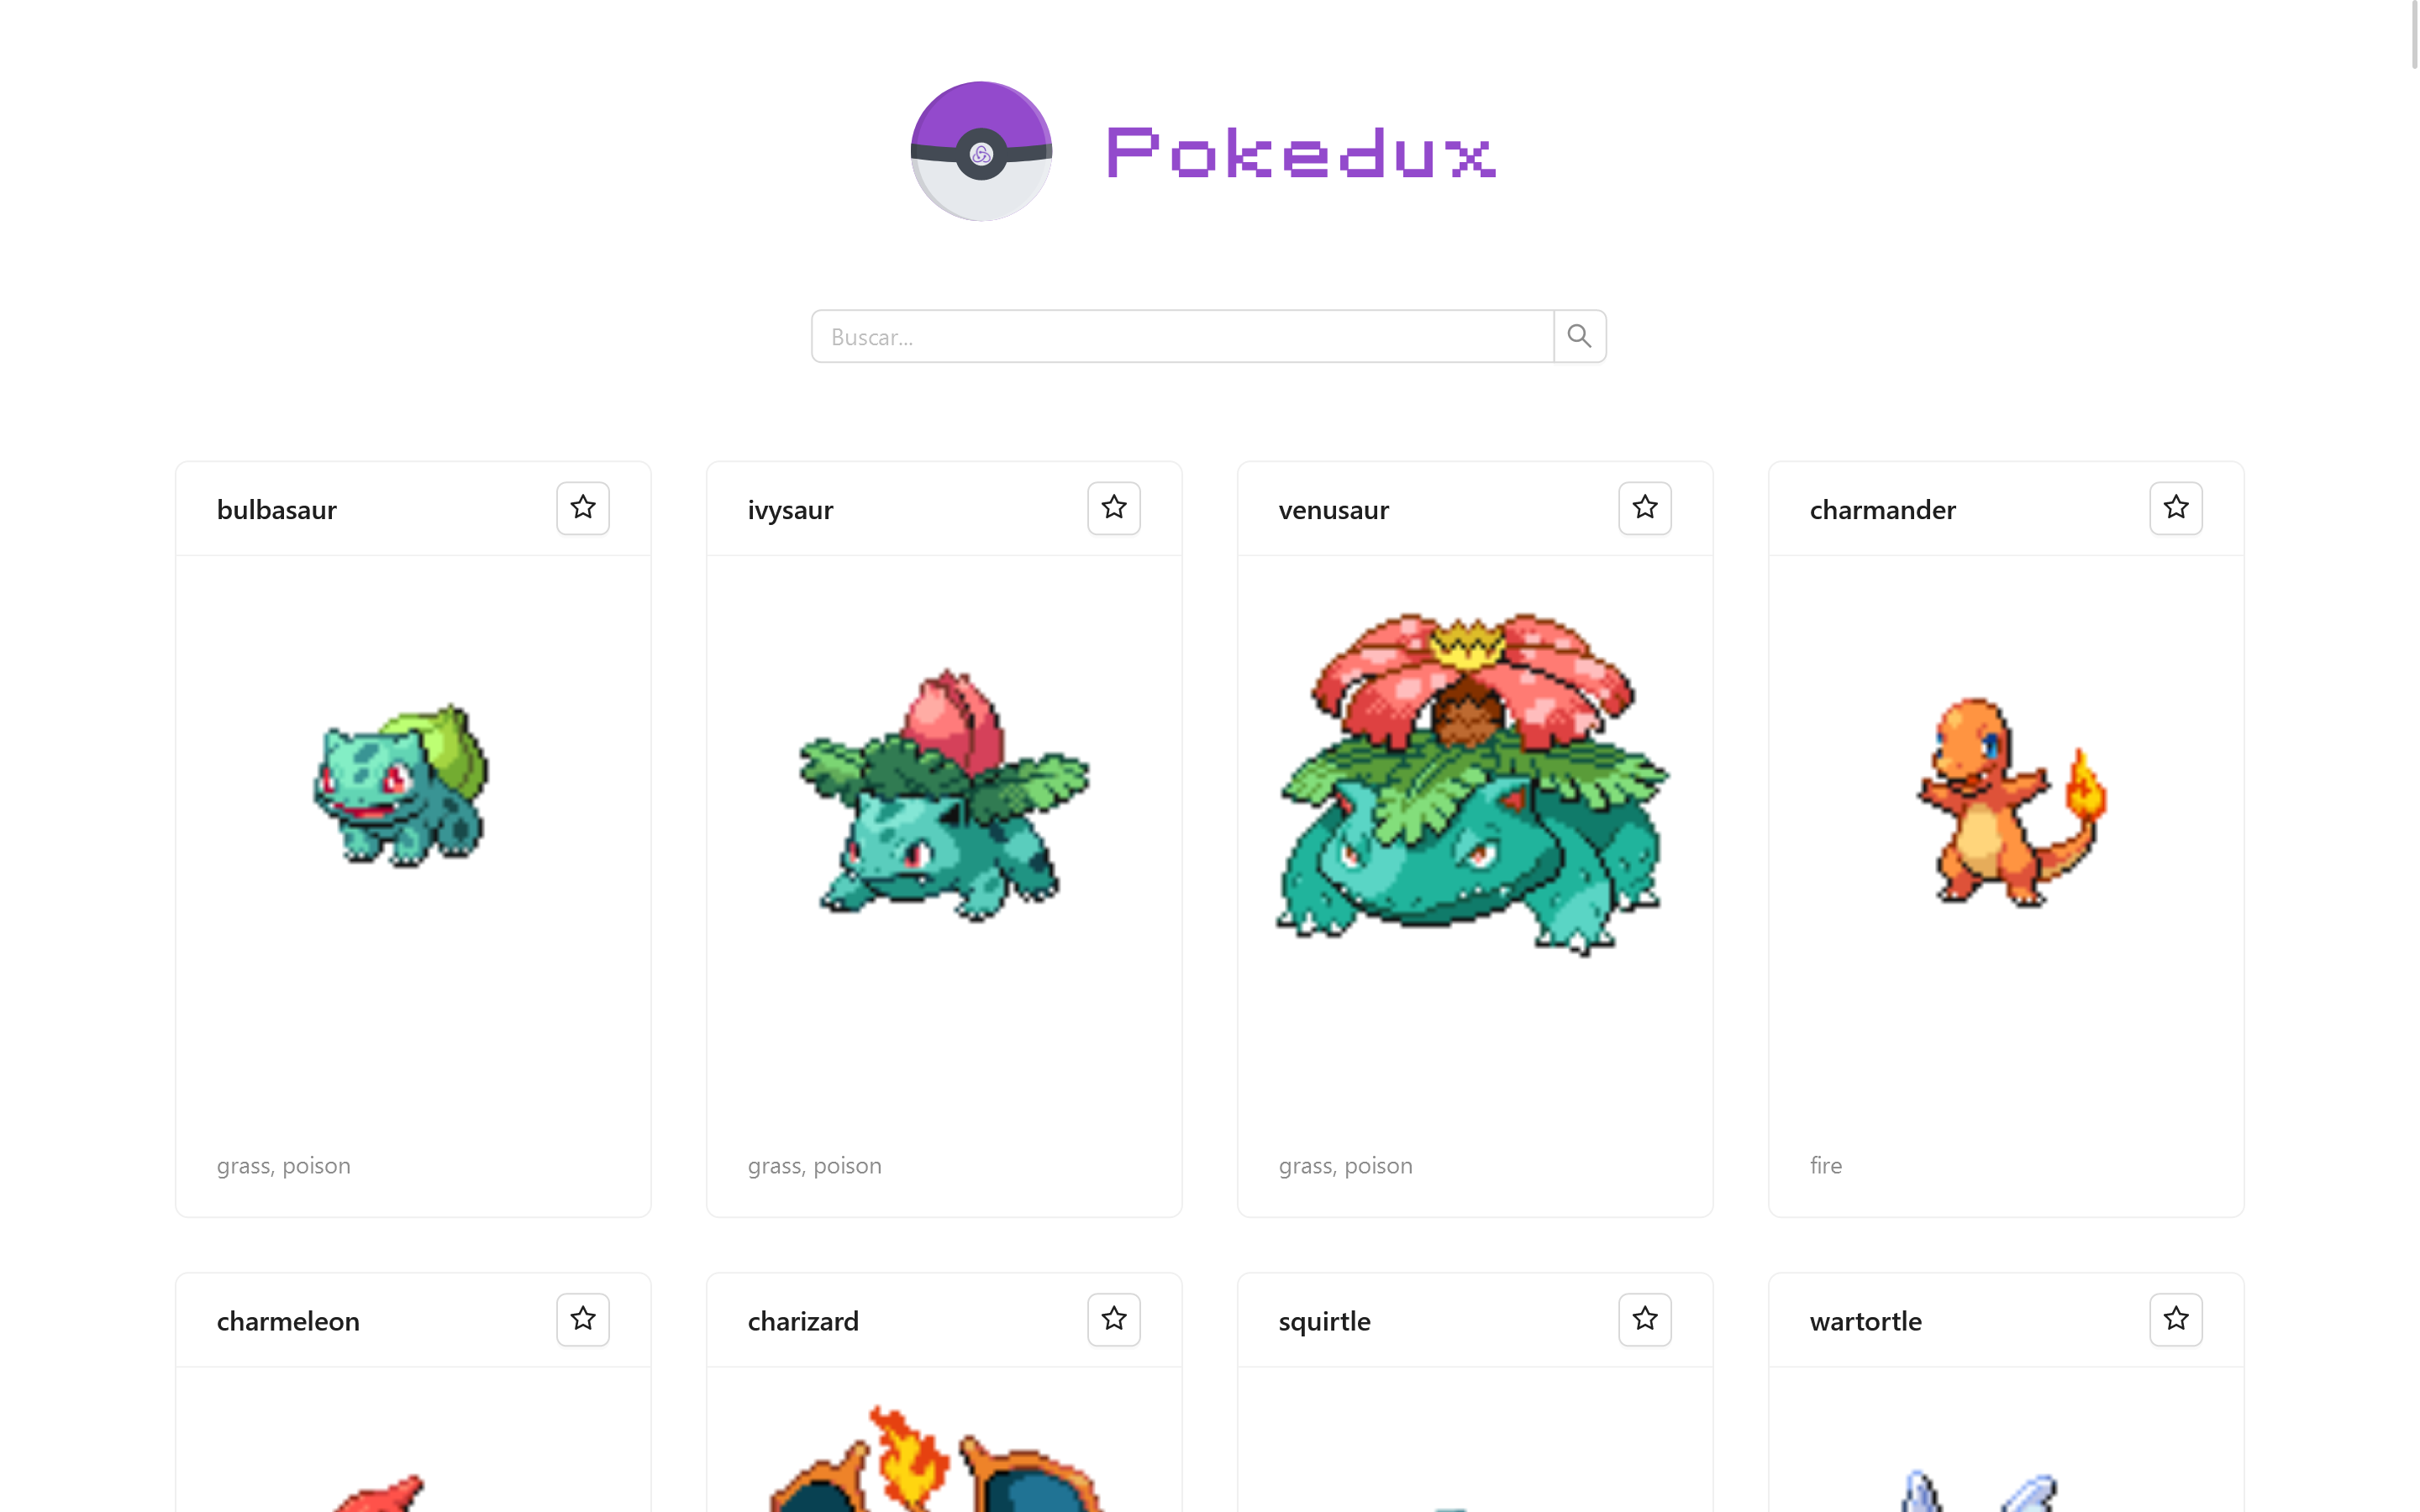 Pokedux
Buscar...
bulbasaur
ivysaur
venusaur
charmander
grass, poison
grass, poison
grass, poison
fire
charmeleon
charizard
squirtle
wartortle